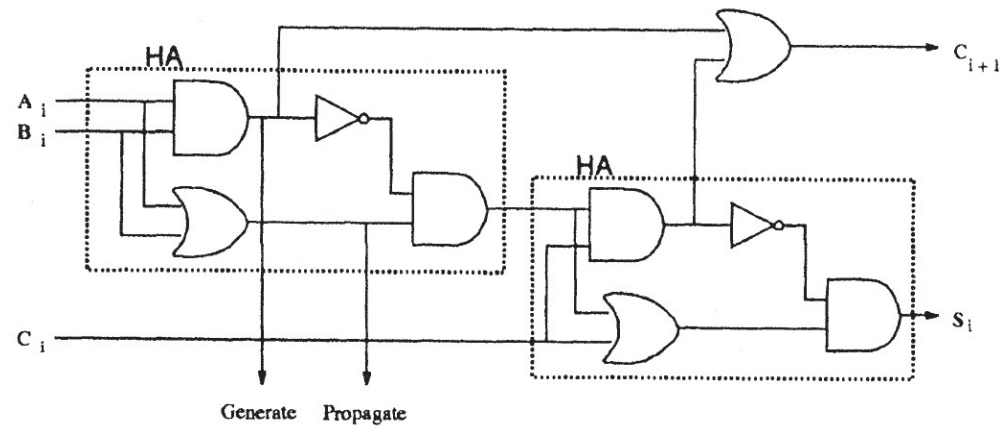 HA
C i + 1
A i
B i
HA
C i
S i
Generate Propagate